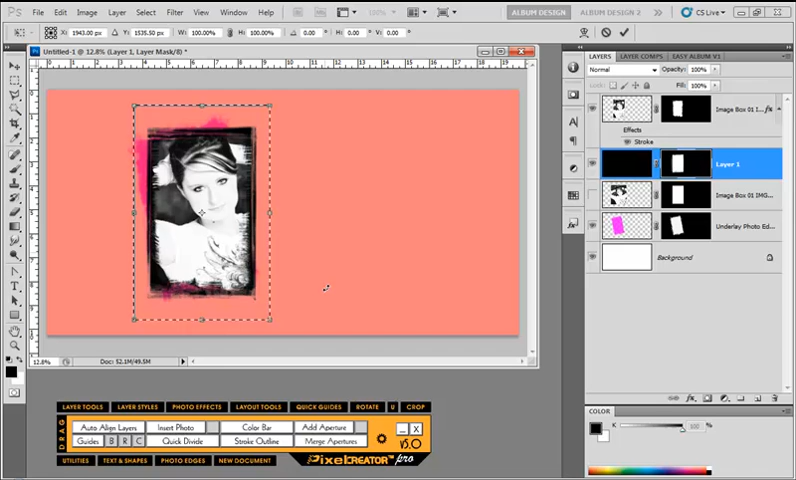 File Edit Image Layer Select Filter View Window Help
100%
ALBUM DESIGN ALBUM DESIGN 2 CS Live
X: 1943.00 px Y: 1535.50 px W: 100.00% H: 100.00% 0.00 H: 0.00 V: 0.00
Untitled-1 @ 12.8% (Layer 1, Layer Mask/8) *
12.8% Doc: 52.1M/49.5M
LAYERS LAYER COMPS EASY ALBUM V1
Normal Opacity: 100%
Lock: Fill: 100%
Image Box 01 I... fx
Effects
Stroke
Layer 1
Image Box 01 IMG...
Underlay Photo Ed...
Background
COLOR
K 100 %
LAYER TOOLS LAYER STYLES PHOTO EFFECTS LAYOUT TOOLS QUICK GUIDES ROTATE U CROP
DRAG
Auto Align Layers Insert Photo Color Bar Add Aperture
Guides B R C Quick Divide Stroke Outline Merge Apertures
_ X
v5.0
UTILITIES TEXT & SHAPES PHOTO EDGES NEW DOCUMENT PixelCREATOR pro